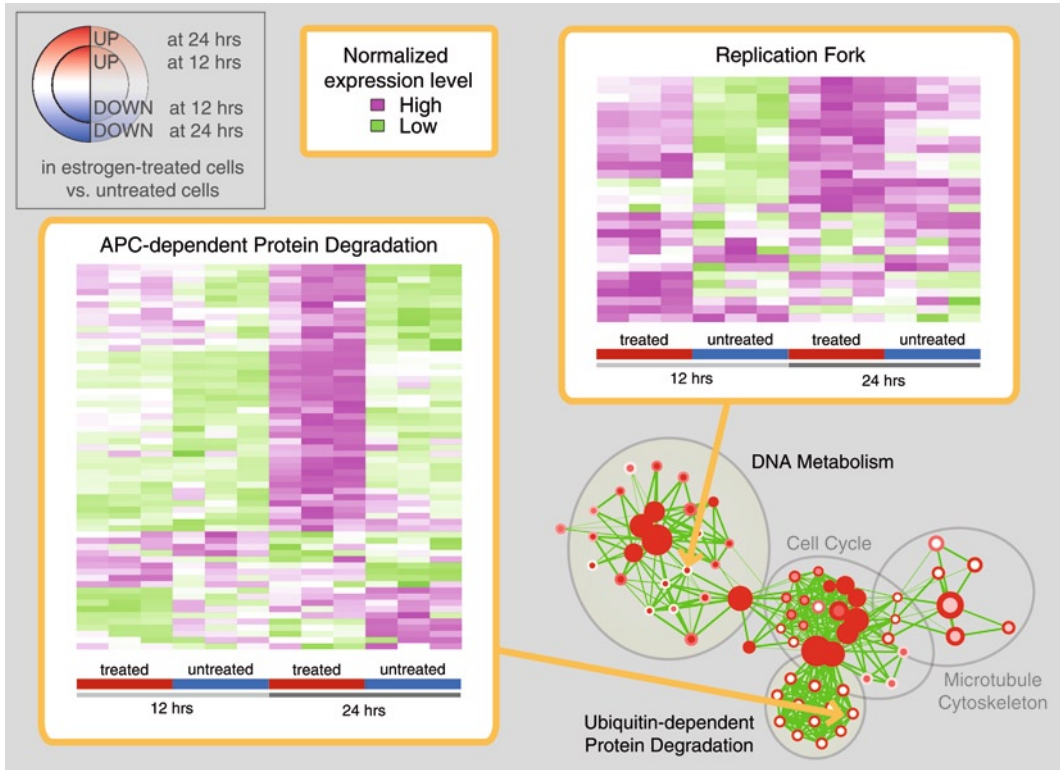 UP at 24 hrs
UP at 12 hrs
DOWN at 12 hrs
DOWN at 24 hrs
in estrogen-treated cells
vs. untreated cells
Normalized
expression level
High
Low
Replication Fork
treated untreated treated untreated
12 hrs 24 hrs
APC-dependent Protein Degradation
treated untreated treated untreated
12 hrs 24 hrs
DNA Metabolism
Cell Cycle
Microtubule
Cytoskeleton
Ubiquitin-dependent
Protein Degradation